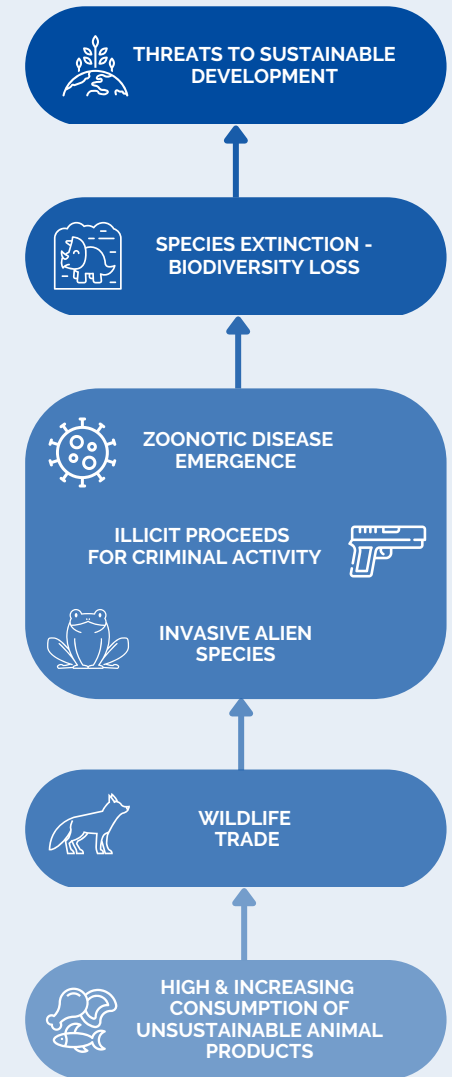 THREATS TO SUSTAINABLE
DEVELOPMENT
SPECIES EXTINCTION -
BIODIVERSITY LOSS
ZOONOTIC DISEASE
EMERGENCE
ILLICIT PROCEEDS
FOR CRIMINAL ACTIVITY
INVASIVE ALIEN
SPECIES
WILDLIFE
TRADE
HIGH & INCREASING
CONSUMPTION OF
UNSUSTAINABLE ANIMAL
PRODUCTS